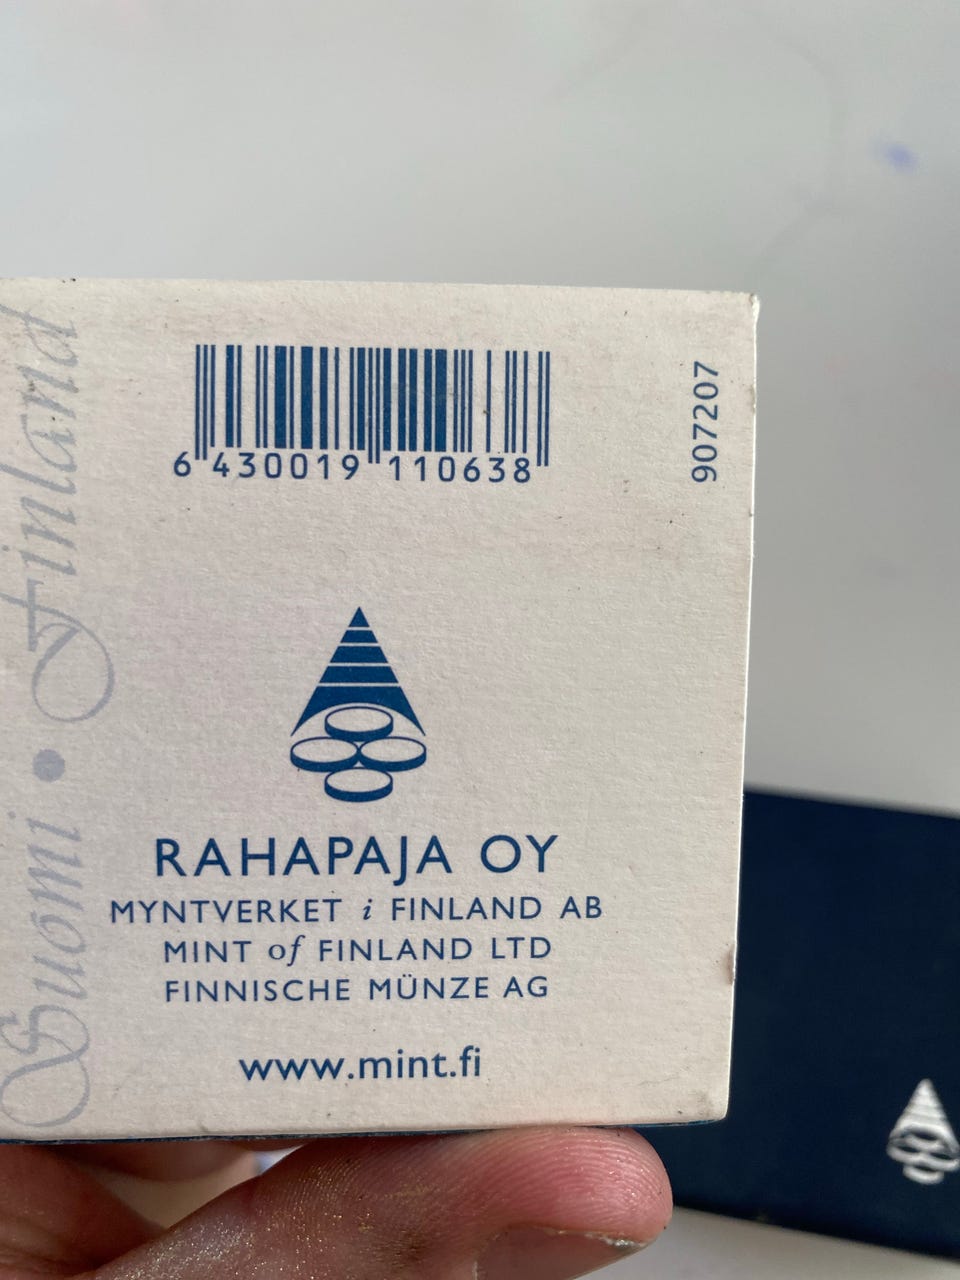 6 430019 110638
907207
Suomi • Finland
RAHAPAJA OY
MYNTVERKET i FINLAND AB
MINT of FINLAND LTD
FINNISCHE MÜNZE AG
www.mint.fi